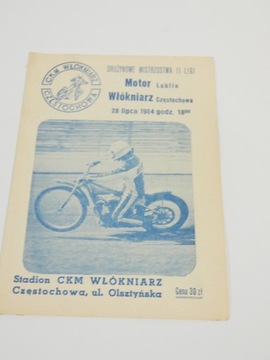 CKM WŁÓKNIARZ
CZĘSTOCHOWA
DRUŻYNOWE MISTRZOSTWA II LIGI
Motor Lublin
Włókniarz Częstochowa
28 lipca 1984 godz. 18⁰⁰
Stadion CKM WŁÓKNIARZ
Częstochowa, ul. Olsztyńska
Cena 30 zł